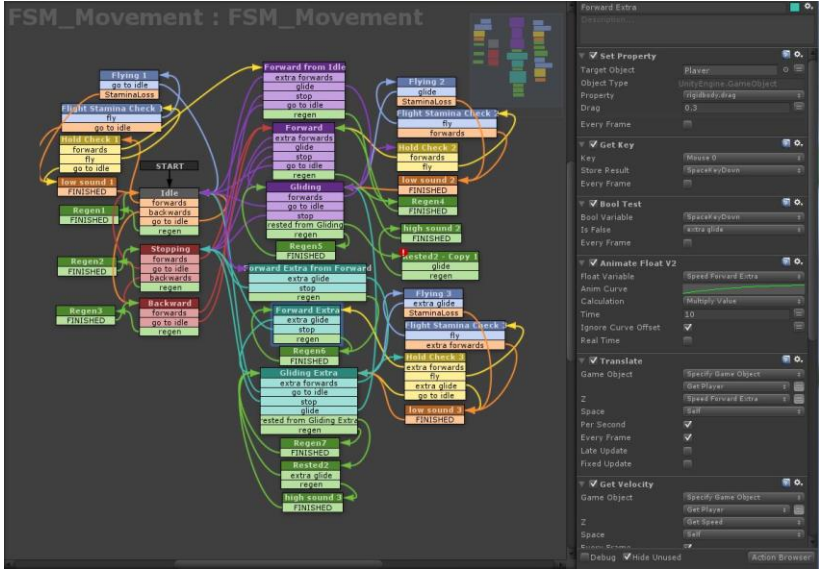 FSM_Movement : FSM_Movement
Flying 1
go to idle
StaminaLoss
Flight Stamina Check 1
fly
go to idle
Hold Check 1
forwards
fly
go to idle
low sound 1
FINISHED
START
Idle
forwards
backwards
go to idle
regen
Regen1
FINISHED
Stepping
forwards
go to idle
backwards
regen
Regen2
FINISHED
Backward
forwards
go to idle
regen
Regen3
FINISHED
Forward from Idle
extra forwards
glide
stop
go to idle
regen
Forward
extra forwards
glide
stop
go to idle
regen
Gliding
forwards
go to idle
stop
rested from Gliding
regen
Regen5
FINISHED
Forward Extra from Forward
extra glide
stop
regen
Forward Extra
extra glide
stop
regen
Regen6
FINISHED
Gliding Extra
extra forwards
go to idle
stop
glide
rested from Gliding Extra
regen
Regen7
FINISHED
Rested2
extra glide
regen
high sound 3
FINISHED
Flying 2
glide
StaminaLoss
Flight Stamina Check 2
fly
forwards
Hold Check 2
forwards
fly
go to idle
low sound 2
FINISHED
Regen4
FINISHED
high sound 2
FINISHED
Rested2 - Copy 1
glide
regen
Flying 3
extra glide
StaminaLoss
Flight Stamina Check 3
fly
extra forwards
Hold Check 3
extra forwards
fly
extra glide
go to idle
low sound 3
FINISHED
Forward Extra
Description...
Set Property
Target Object Player
Object Type UnityEngine.GameObject
Property rigidbody.drag
Drag 0.3
Every Frame
Get Key
Key Mouse 0
Store Result SpaceKeyDown
Every Frame
Bool Test
Bool Variable SpaceKeyDown
Is False extra glide
Every Frame
Animate Float V2
Float Variable Speed Forward Extra
Anim Curve
Calculation Multiply Value
Time 10
Ignore Curve Offset
Real Time
Translate
Game Object Specify Game Object
Get Player
Z Speed Forward Extra
Space Self
Per Second
Every Frame
Late Update
Fixed Update
Get Velocity
Game Object Specify Game Object
Get Player
Z Get Speed
Space Self
Every Frame
Debug Hide Unused Action Browser